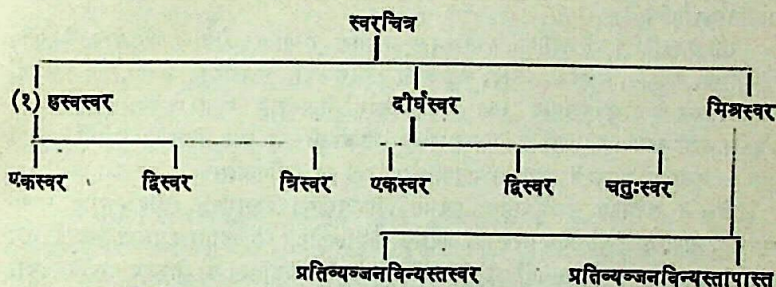 स्वरचित्र
(१) ह्रस्वस्वर दीर्घस्वर मिश्रस्वर
एकस्वर द्विस्वर त्रिस्वर एकस्वर द्विस्वर चतुःस्वर
प्रतिव्यञ्जनविन्यस्तस्वर प्रतिव्यञ्जनविन्यस्तापास्त